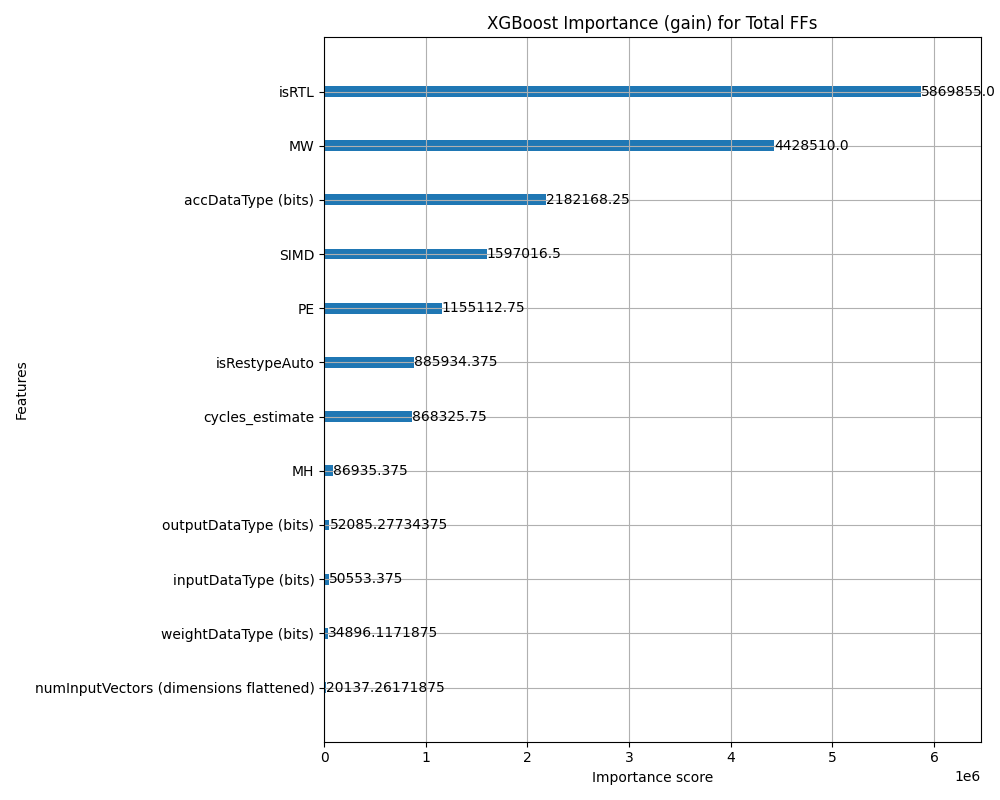 XGBoost Importance (gain) for Total FFs
isRTL 5869855.0
MW 4428510.0
accDataType (bits) 2182168.25
SIMD 1597016.5
PE 1155112.75
isRestypeAuto 885934.375
cycles_estimate 868325.75
MH 86935.375
outputDataType (bits) 52085.27734375
inputDataType (bits) 50553.375
weightDataType (bits) 34896.1171875
numInputVectors (dimensions flattened) 20137.26171875
Features
0 1 2 3 4 5 6
1e6
Importance score